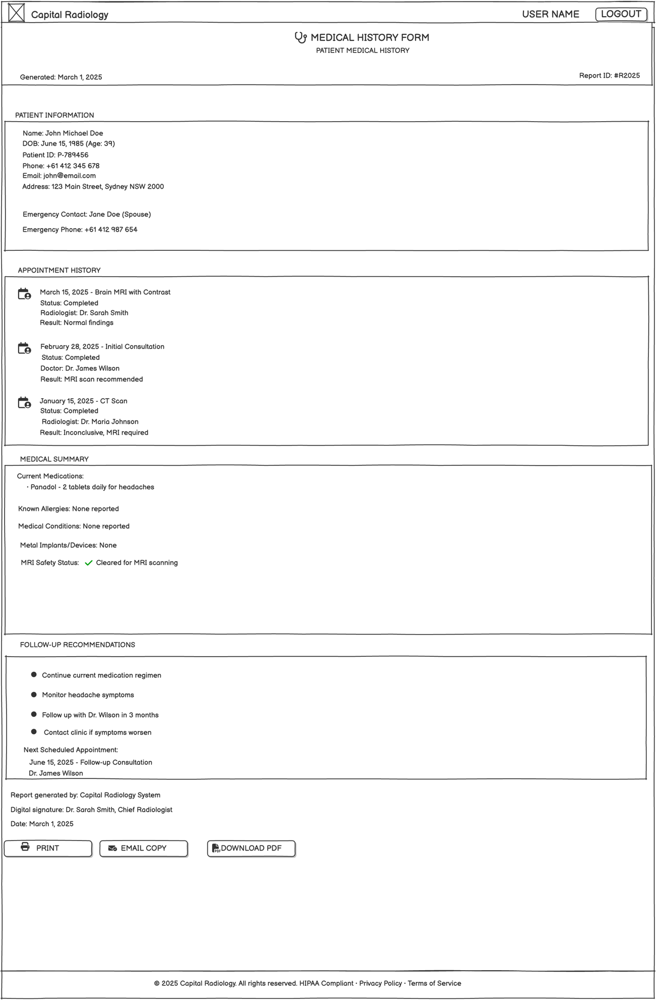 Capital Radiology
USER NAME
LOGOUT
MEDICAL HISTORY FORM
PATIENT MEDICAL HISTORY
Generated: March 1, 2025
Report ID: #R2025
PATIENT INFORMATION
Name: John Michael Doe
DOB: June 15, 1985 (Age: 39)
Patient ID: P-789456
Phone: +61 412 345 678
Email: john@email.com
Address: 123 Main Street, Sydney NSW 2000
Emergency Contact: Jane Doe (Spouse)
Emergency Phone: +61 412 987 654
APPOINTMENT HISTORY
March 15, 2025 - Brain MRI with Contrast
Status: Completed
Radiologist: Dr. Sarah Smith
Result: Normal findings
February 28, 2025 - Initial Consultation
Status: Completed
Doctor: Dr. James Wilson
Result: MRI scan recommended
January 15, 2025 - CT Scan
Status: Completed
Radiologist: Dr. Maria Johnson
Result: Inconclusive, MRI required
MEDICAL SUMMARY
Current Medications:
· Panadol - 2 tablets daily for headaches
Known Allergies: None reported
Medical Conditions: None reported
Metal Implants/Devices: None
MRI Safety Status: ✓ Cleared for MRI scanning
FOLLOW-UP RECOMMENDATIONS
● Continue current medication regimen
● Monitor headache symptoms
● Follow up with Dr. Wilson in 3 months
● Contact clinic if symptoms worsen
Next Scheduled Appointment:
June 15, 2025 - Follow-up Consultation
Dr. James Wilson
Report generated by: Capital Radiology System
Digital signature: Dr. Sarah Smith, Chief Radiologist
Date: March 1, 2025
PRINT
EMAIL COPY
PDF DOWNLOAD PDF
© 2025 Capital Radiology. All rights reserved. HIPAA Compliant · Privacy Policy · Terms of Service